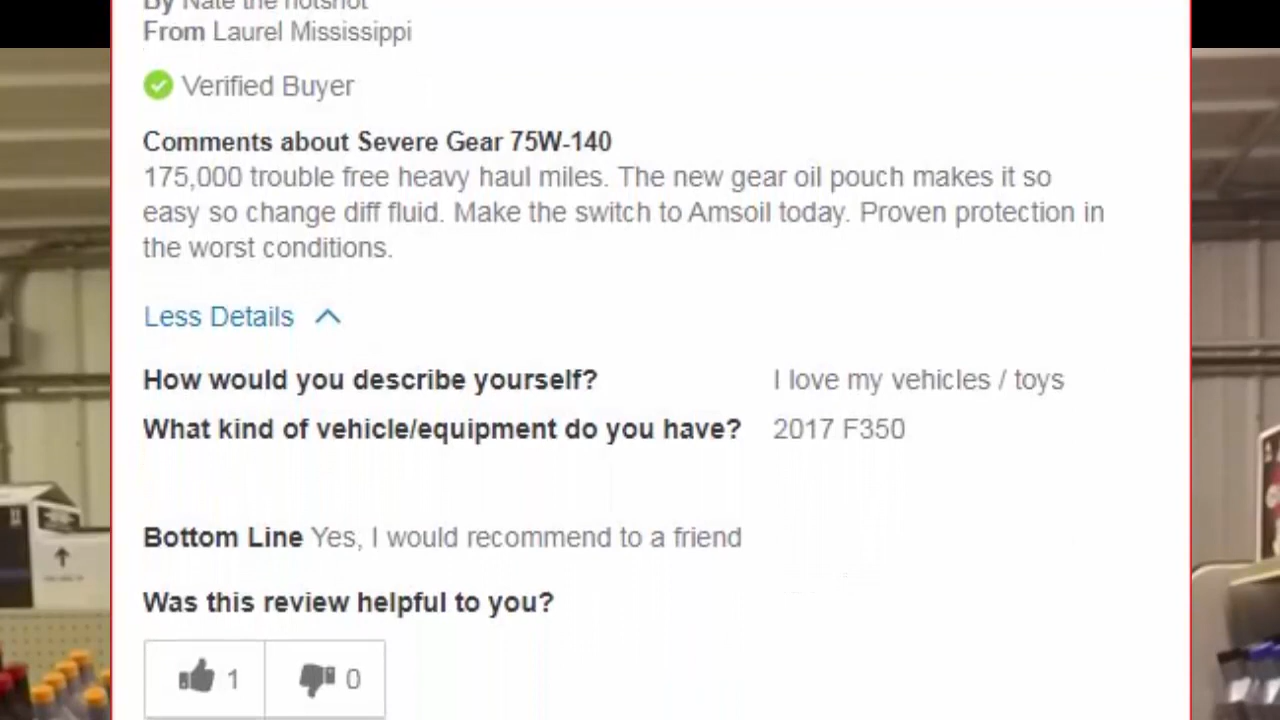 By Nate the hotshot
From Laurel Mississippi
Verified Buyer
Comments about Severe Gear 75W-140
175,000 trouble free heavy haul miles. The new gear oil pouch makes it so
easy so change diff fluid. Make the switch to Amsoil today. Proven protection in
the worst conditions.
Less Details
How would you describe yourself? I love my vehicles / toys
What kind of vehicle/equipment do you have? 2017 F350
Bottom Line Yes, I would recommend to a friend
Was this review helpful to you?
1 0